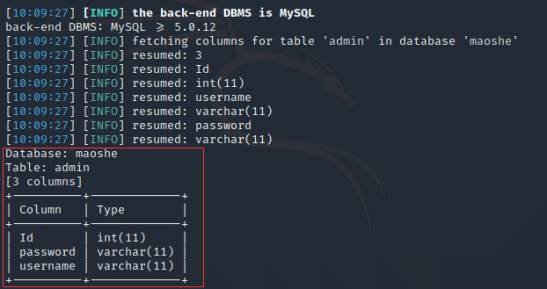 [10:09:27] [INFO] the back-end DBMS is MySQL
back-end DBMS: MySQL ≥ 5.0.12
[10:09:27] [INFO] fetching columns for table 'admin' in database 'maoshe'
[10:09:27] [INFO] resumed: 3
[10:09:27] [INFO] resumed: Id
[10:09:27] [INFO] resumed: int(11)
[10:09:27] [INFO] resumed: username
[10:09:27] [INFO] resumed: varchar(11)
[10:09:27] [INFO] resumed: password
[10:09:27] [INFO] resumed: varchar(11)
Database: maoshe
Table: admin
[3 columns]
+----------+-------------+
| Column | Type |
+----------+-------------+
| Id | int(11) |
| password | varchar(11) |
| username | varchar(11) |
+----------+-------------+